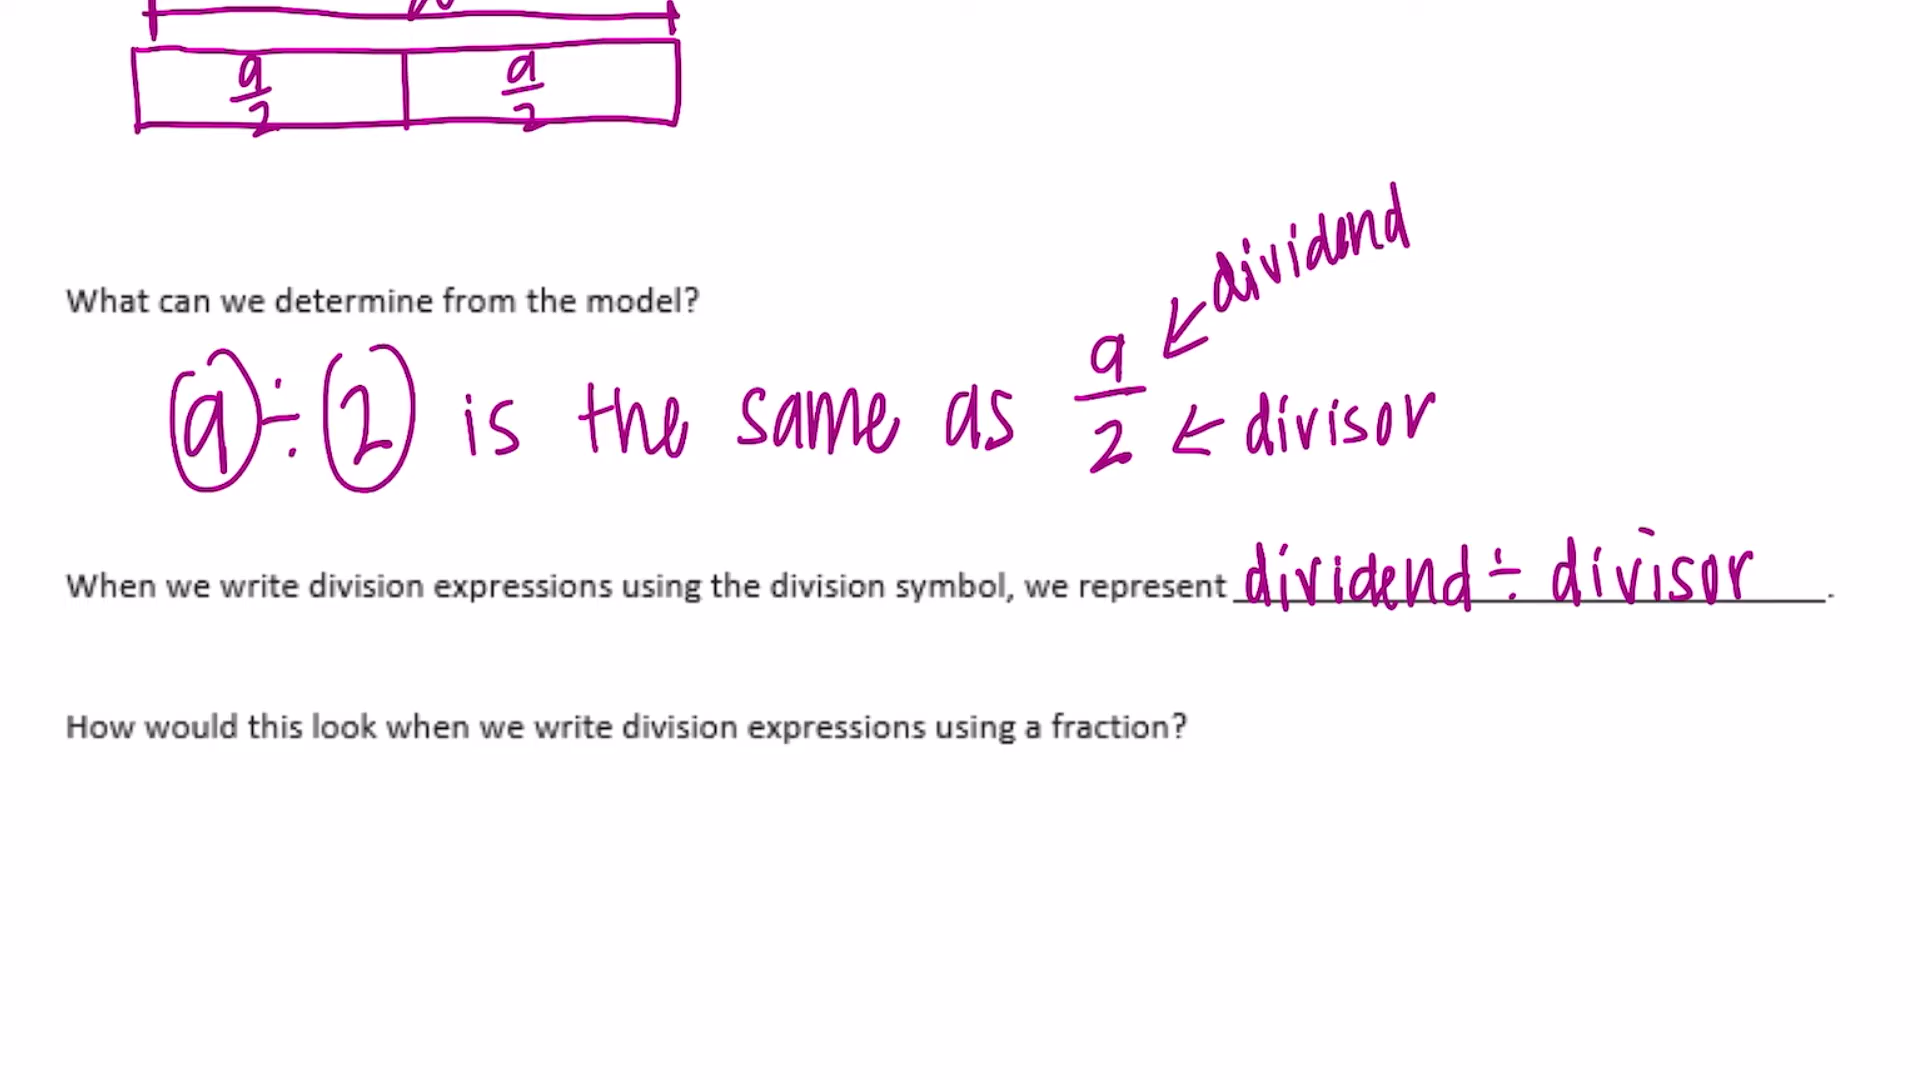 a/2 a/2
dividend
What can we determine from the model?
a ÷ 2 is the same as a/2 ← divisor
When we write division expressions using the division symbol, we represent dividend ÷ divisor.
How would this look when we write division expressions using a fraction?